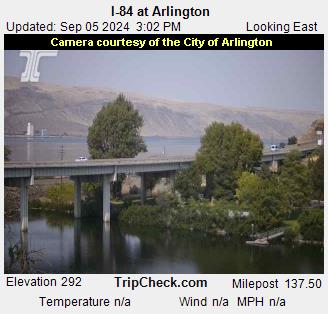 I-84 at Arlington
Updated: Sep 05 2024 3:02 PM Looking East
Camera courtesy of the City of Arlington
Elevation 292 TripCheck.com Milepost 137.50
Temperature n/a Wind n/a MPH n/a